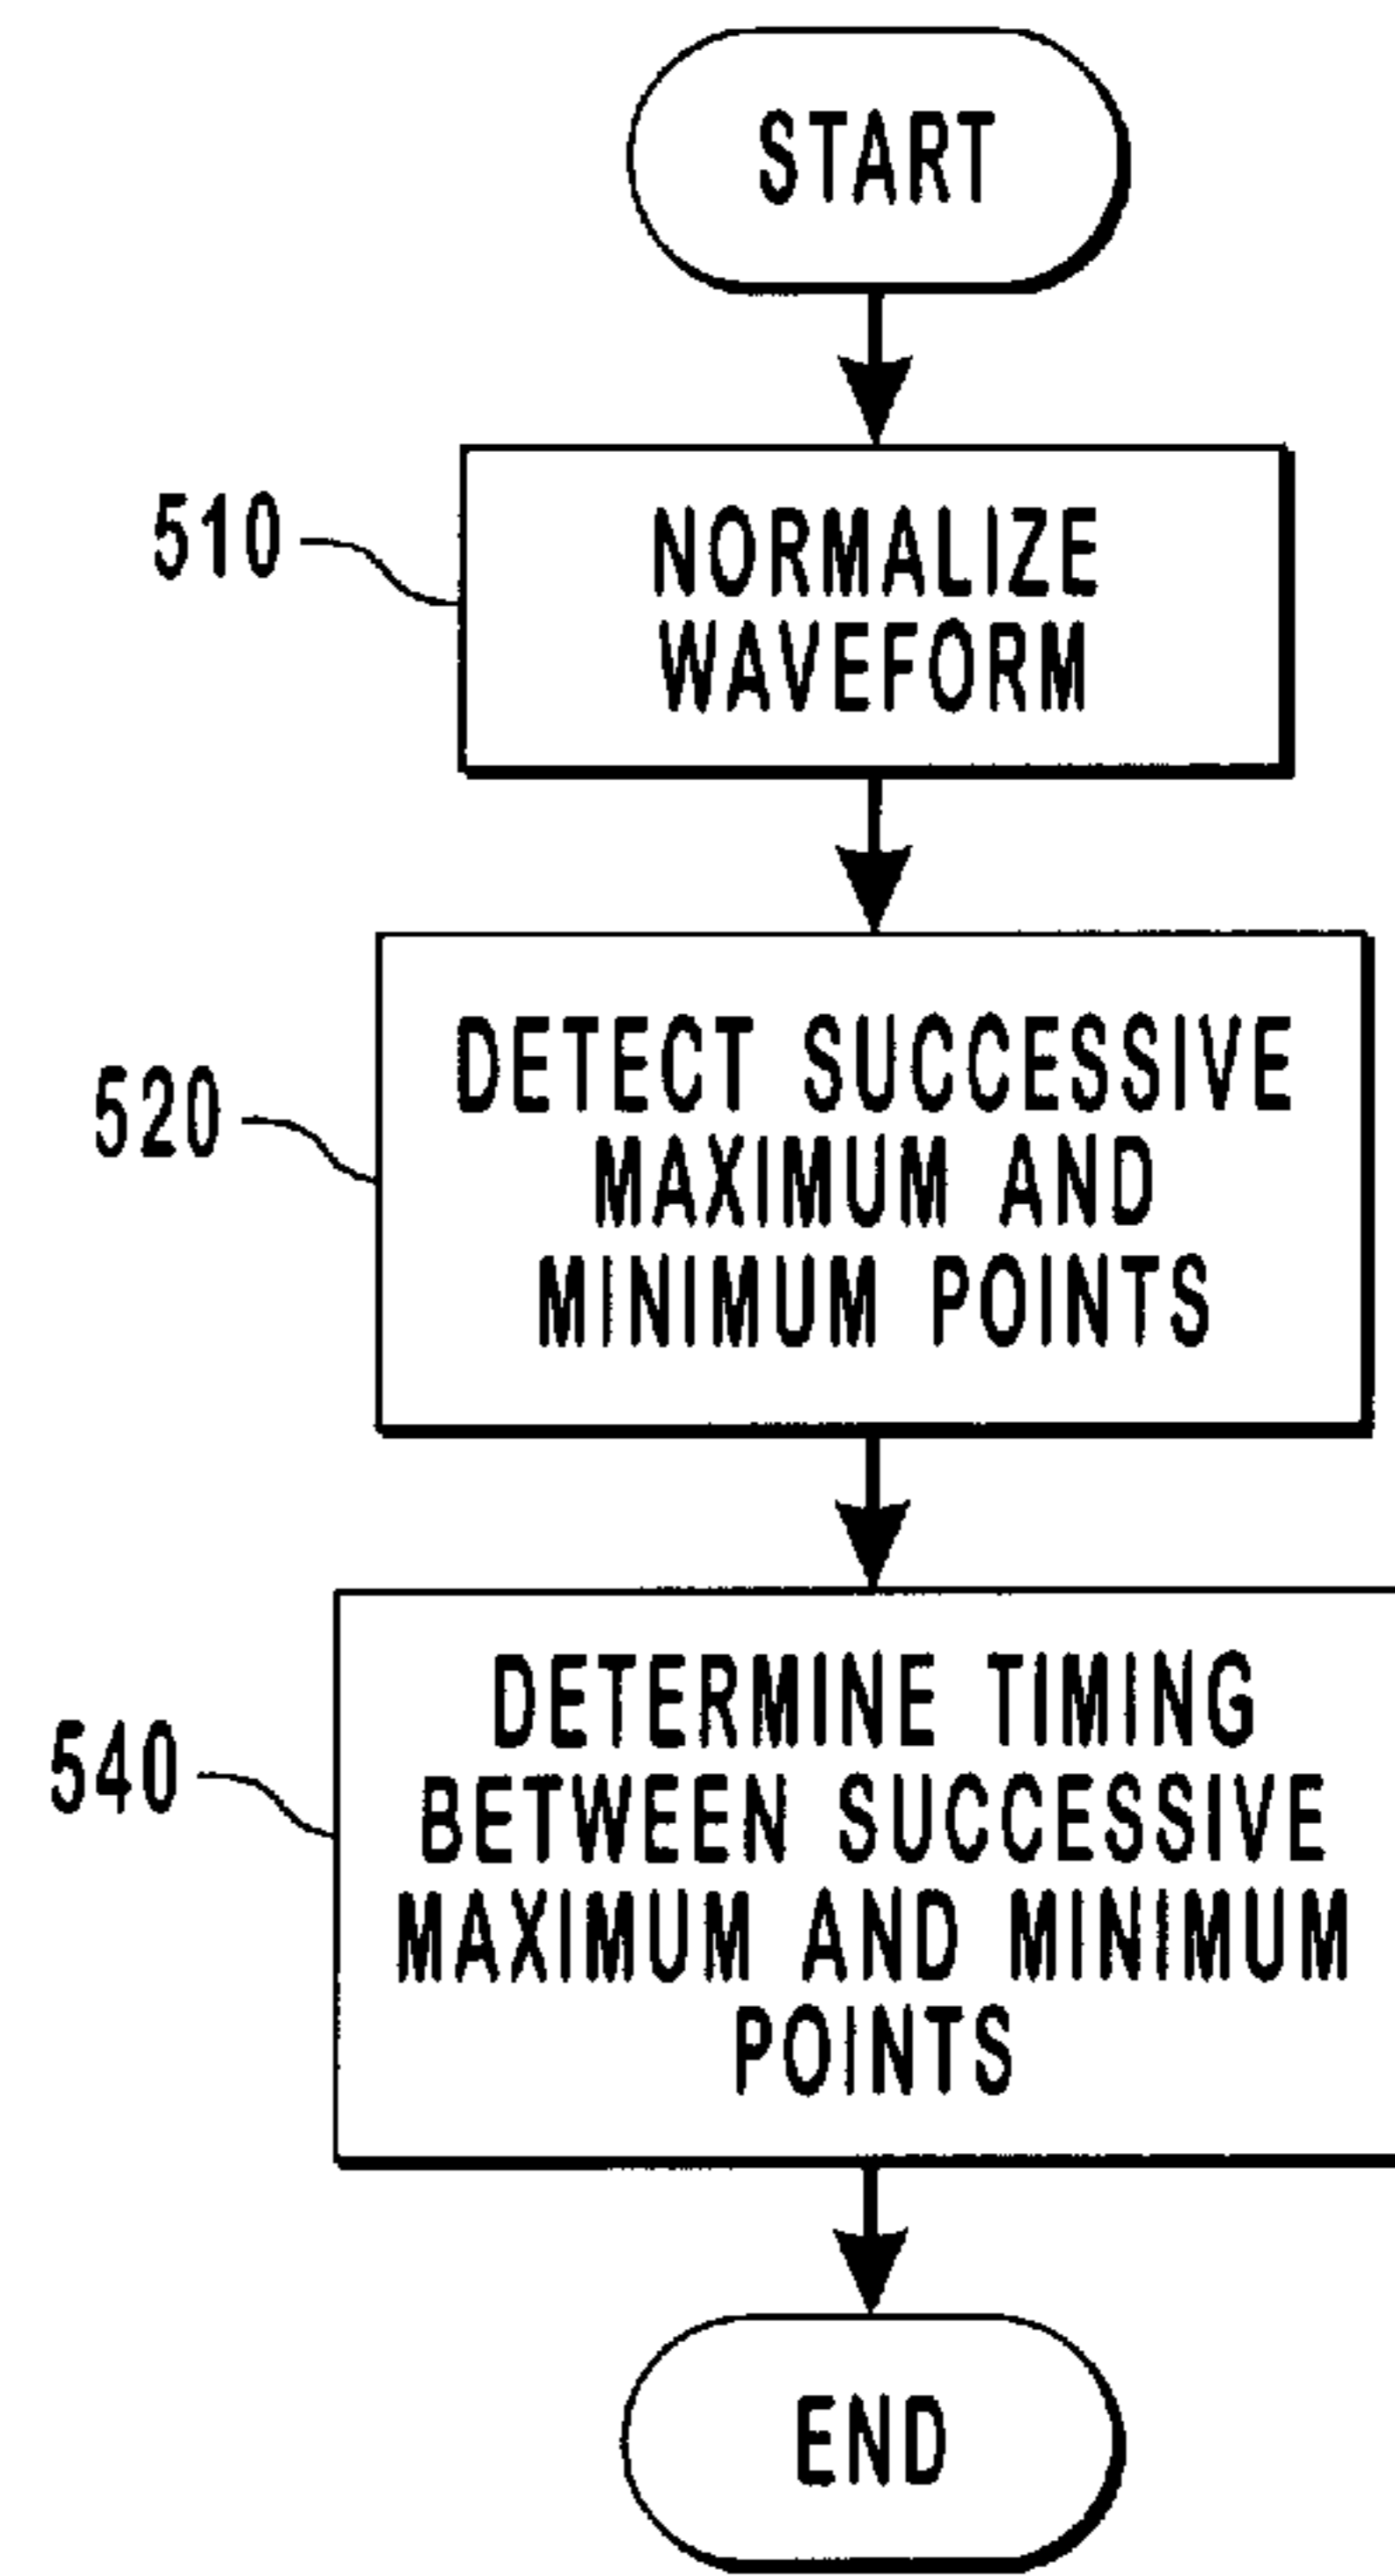 START
510
NORMALIZE
WAVEFORM
520
DETECT SUCCESSIVE
MAXIMUM AND
MINIMUM POINTS
540
DETERMINE TIMING
BETWEEN SUCCESSIVE
MAXIMUM AND MINIMUM
POINTS
END